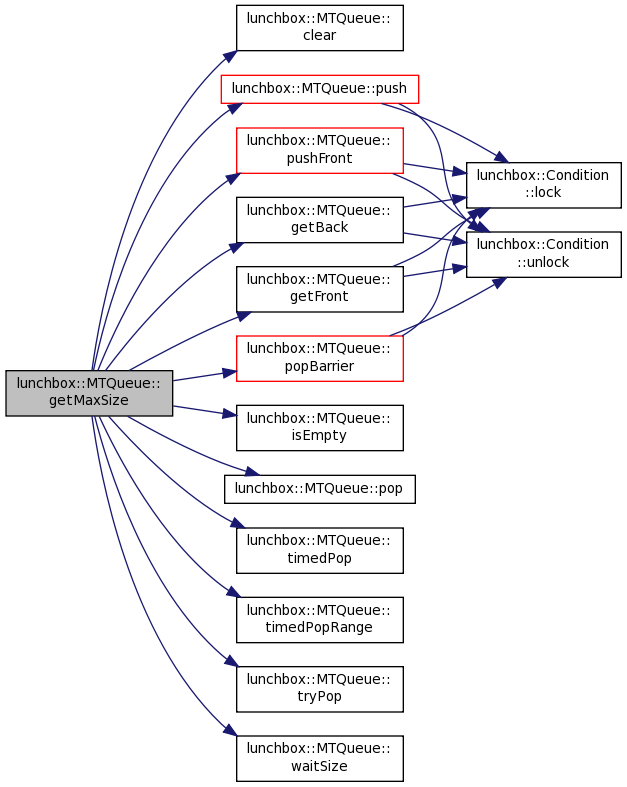 lunchbox::MTQueue::
clear
lunchbox::MTQueue::push
lunchbox::MTQueue::
pushFront
lunchbox::Condition
::lock
lunchbox::MTQueue::
getBack
lunchbox::Condition
::unlock
lunchbox::MTQueue::
getFront
lunchbox::MTQueue::
popBarrier
lunchbox::MTQueue::
getMaxSize
lunchbox::MTQueue::
isEmpty
lunchbox::MTQueue::pop
lunchbox::MTQueue::
timedPop
lunchbox::MTQueue::
timedPopRange
lunchbox::MTQueue::
tryPop
lunchbox::MTQueue::
waitSize